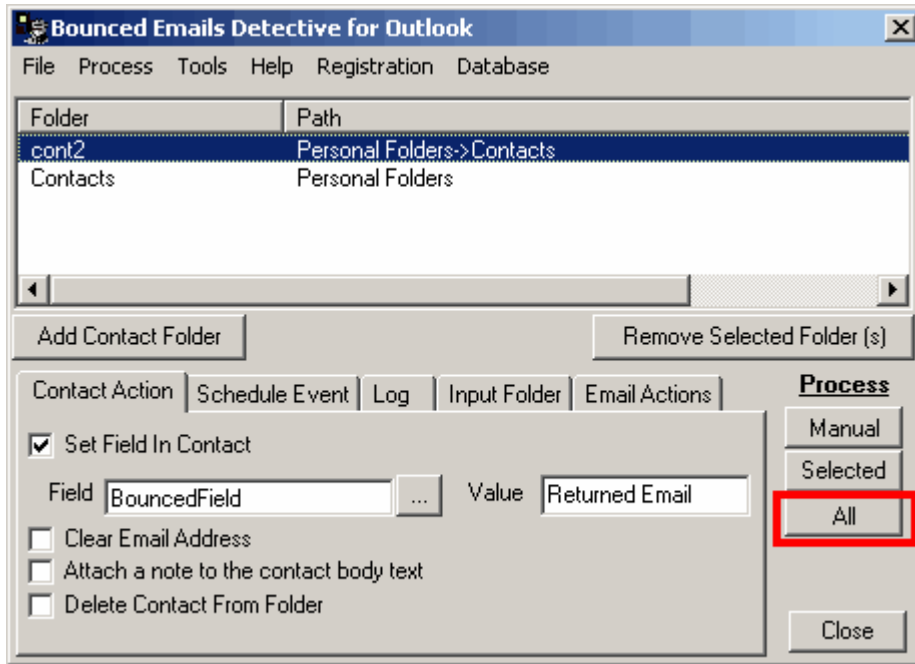 Bounced Emails Detective for Outlook
File Process Tools Help Registration Database
Folder Path
cont2 Personal Folders->Contacts
Contacts Personal Folders
Add Contact Folder Remove Selected Folder (s)
Contact Action Schedule Event Log Input Folder Email Actions
Process
Set Field In Contact
Manual
Field BouncedField ... Value Returned Email
Selected
Clear Email Address
All
Attach a note to the contact body text
Delete Contact From Folder
Close